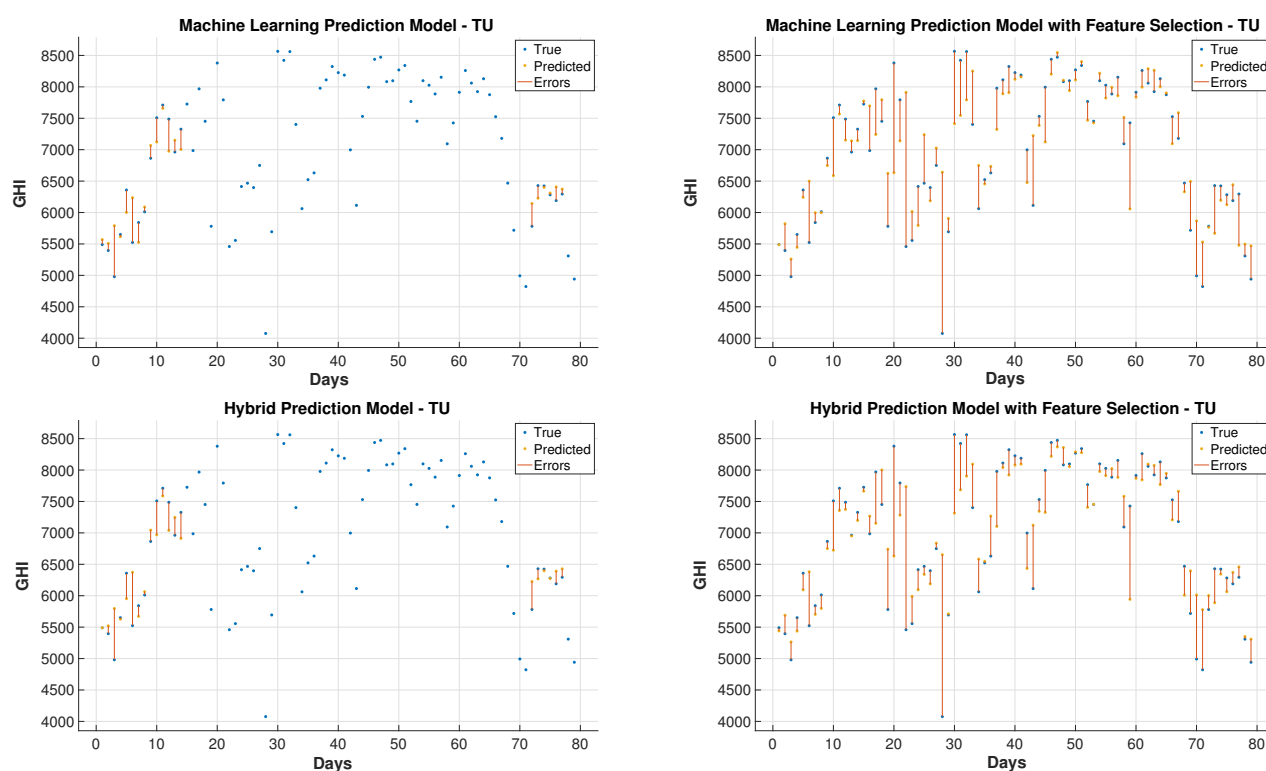 Machine Learning Prediction Model - TU
8500
8000
7500
7000
6500
6000
5500
5000
4500
4000
GHI
True
Predicted
Errors
0 10 20 30 40 50 60 70 80
Days
Machine Learning Prediction Model with Feature Selection - TU
8500
8000
7500
7000
6500
6000
5500
5000
4500
4000
GHI
True
Predicted
Errors
0 10 20 30 40 50 60 70 80
Days
Hybrid Prediction Model - TU
8500
8000
7500
7000
6500
6000
5500
5000
4500
4000
GHI
True
Predicted
Errors
0 10 20 30 40 50 60 70 80
Days
Hybrid Prediction Model with Feature Selection - TU
8500
8000
7500
7000
6500
6000
5500
5000
4500
4000
GHI
True
Predicted
Errors
0 10 20 30 40 50 60 70 80
Days